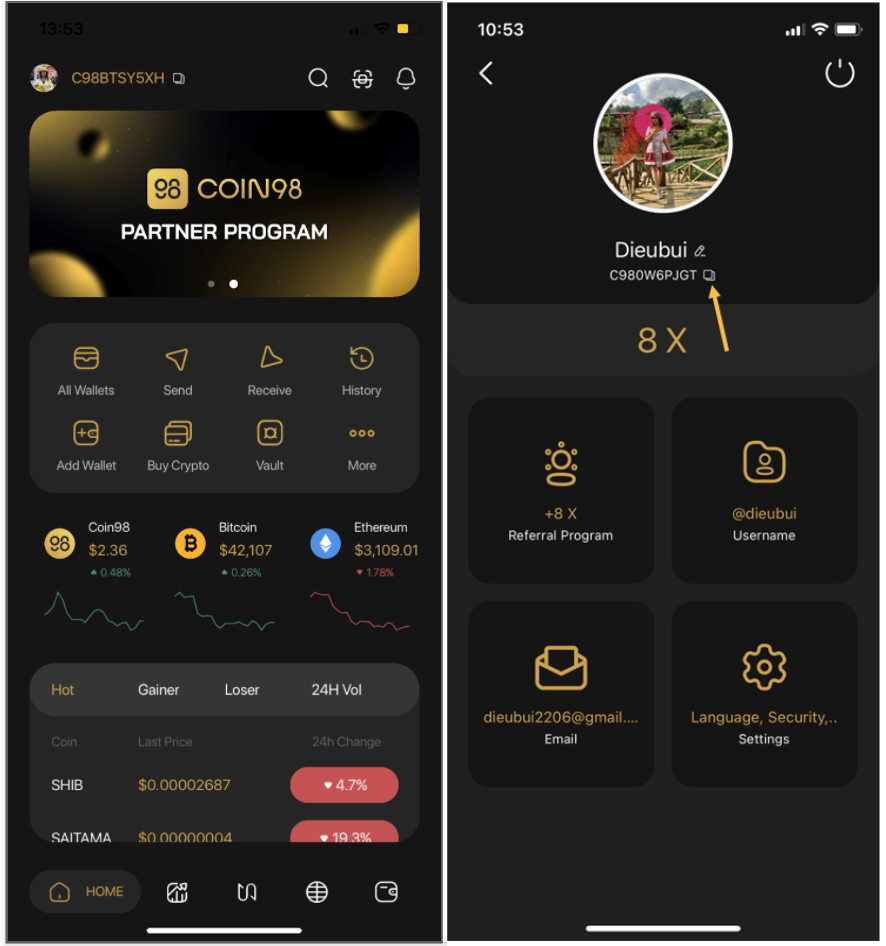 13:53
C98BTSY5XH
98 COIN98
PARTNER PROGRAM
All Wallets Send Receive History
Add Wallet Buy Crypto Vault More
98 Coin98 $2.36 0.48%
Bitcoin $42,107 0.26%
Ethereum $3,109.01 1.78%
Hot Gainer Loser 24H Vol
Coin Last Price 24h Change
SHIB $0.00002687 4.7%
SAITAMA $0.00000004 19.3%
HOME
10:53
Dieubui
C980W6PJGT
8 X
+8 X
Referral Program
@dieubui
Username
dieubui2206@gmail....
Email
Language, Security,..
Settings